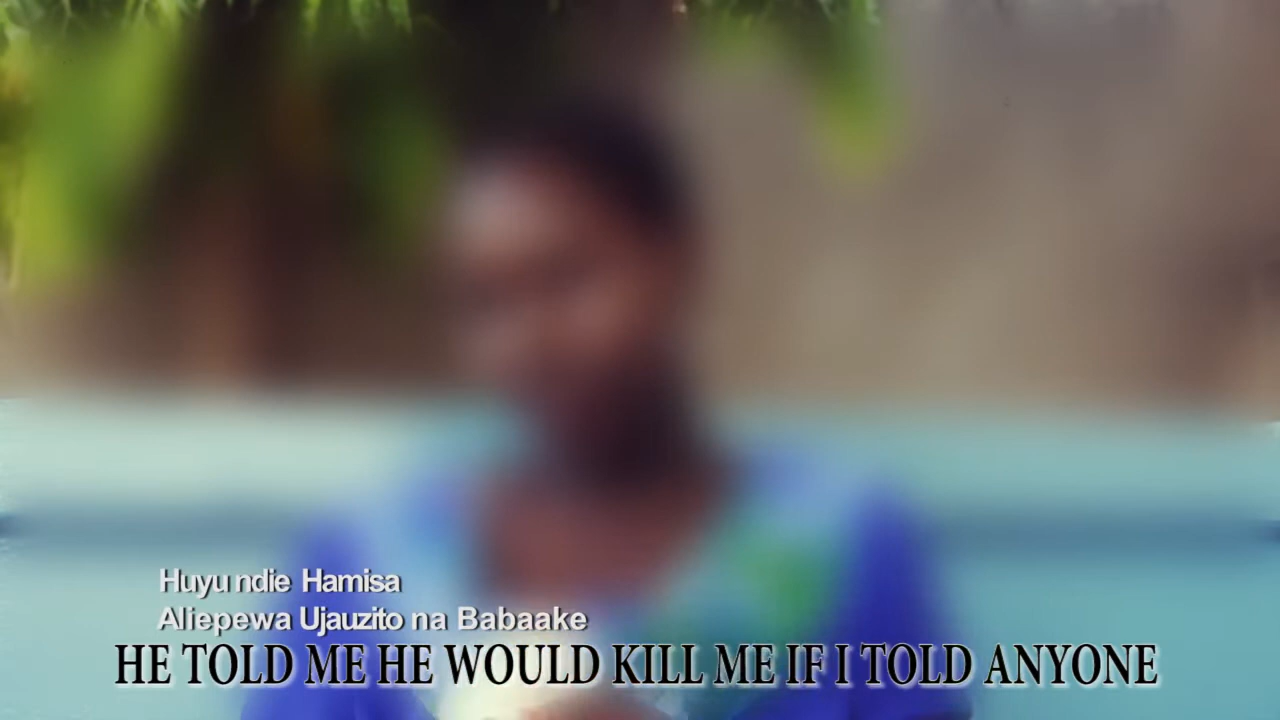 Huyu ndie Hamisa
Aliepewa Ujauzito na Babaake
HE TOLD ME HE WOULD KILL ME IF I TOLD ANYONE